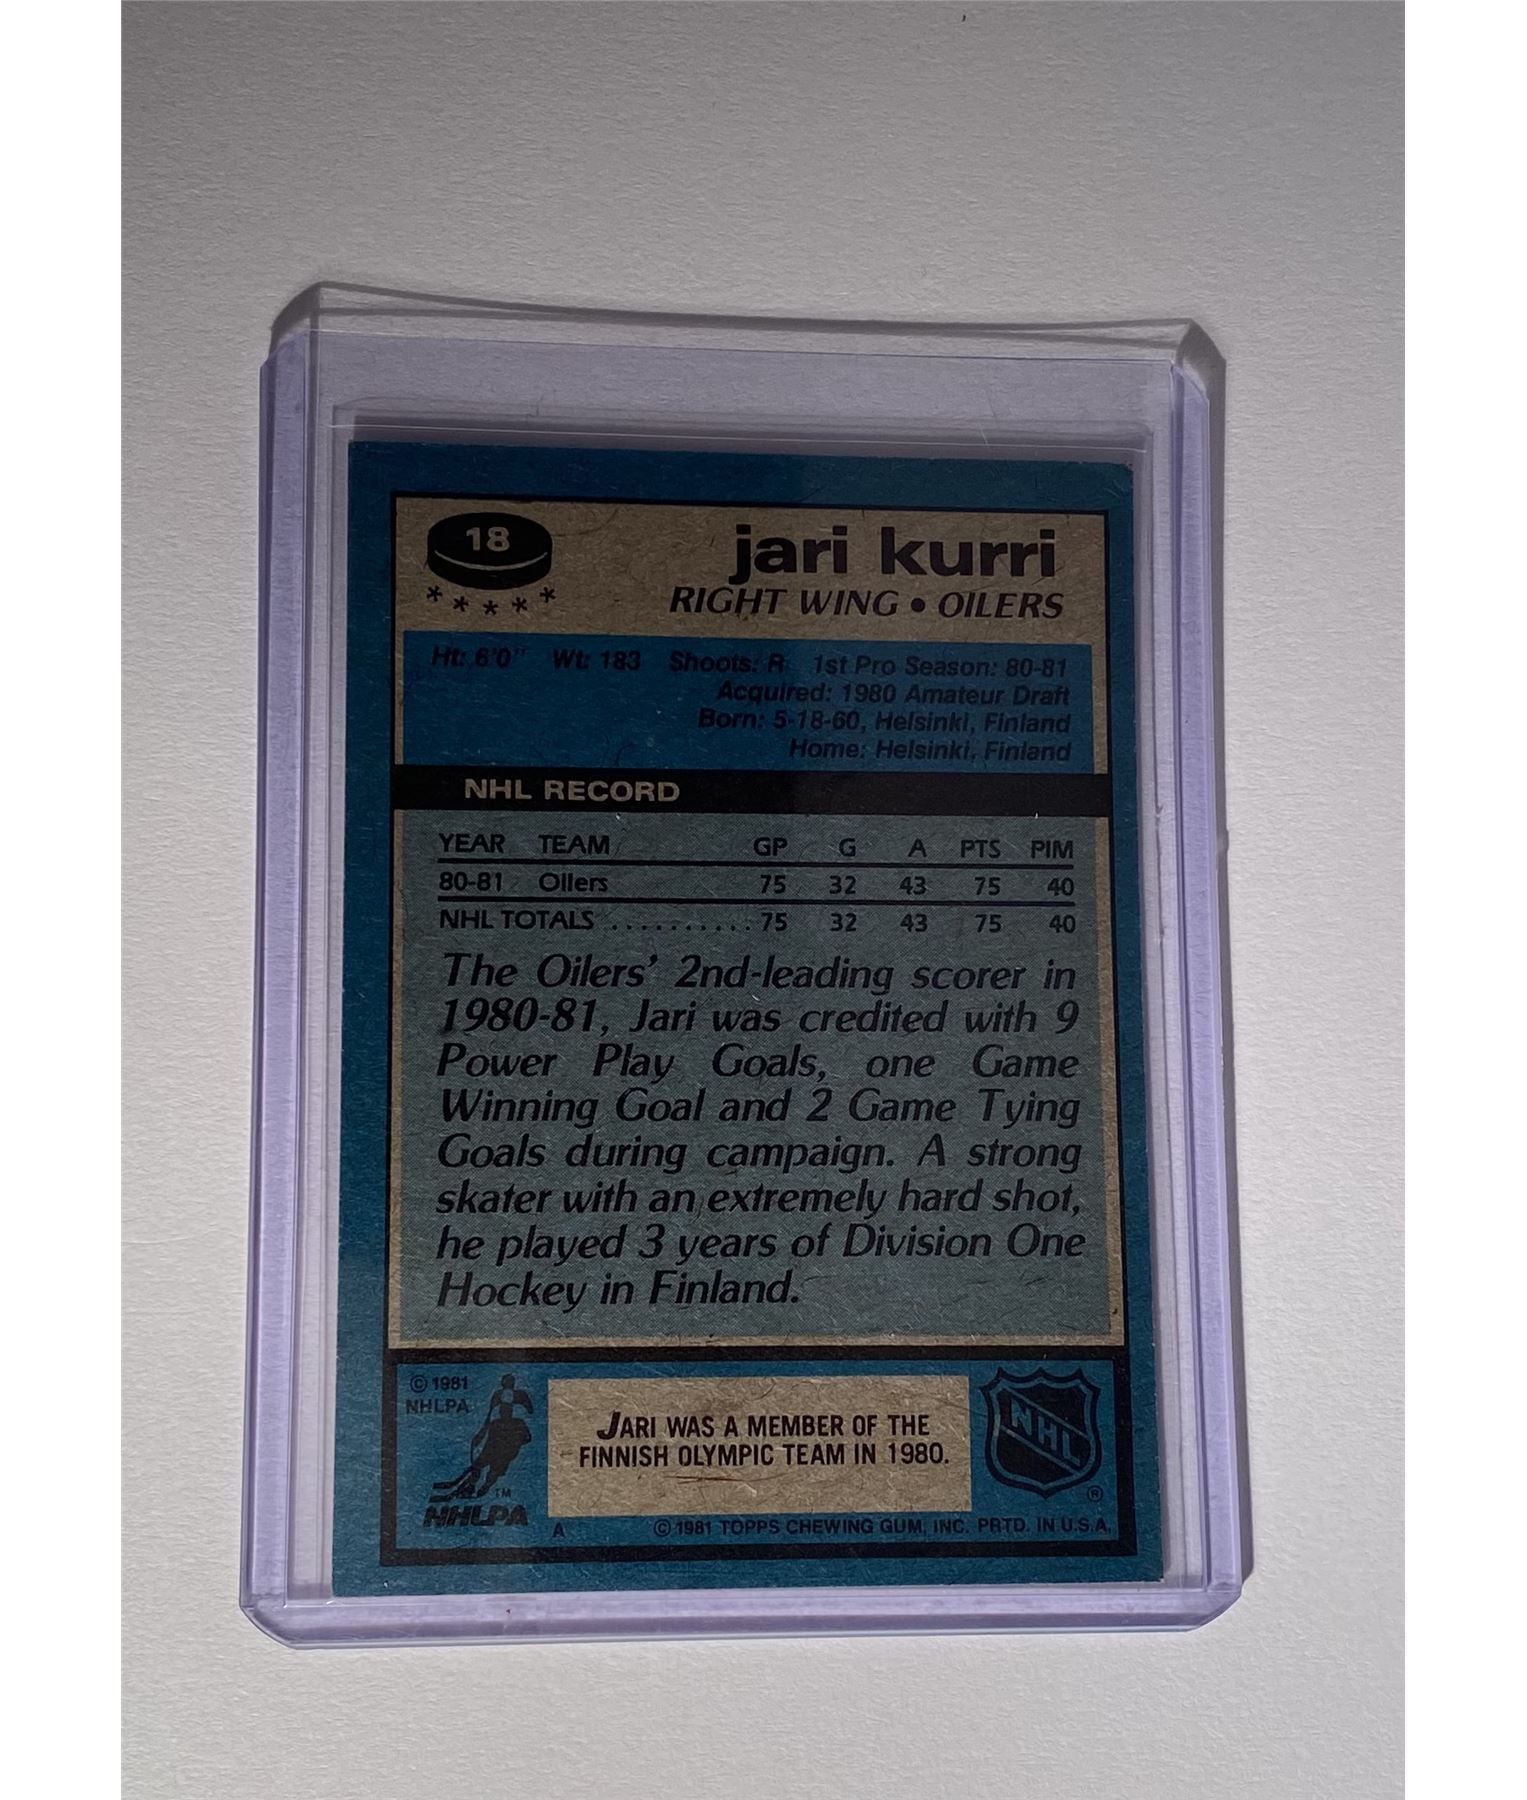 18
jari kurri
RIGHT WING • OILERS
Ht: 6'0" Wt: 183 Shoots: R 1st Pro Season: 80-81
Acquired: 1980 Amateur Draft
Born: 5-18-60, Helsinki, Finland
Home: Helsinki, Finland
NHL RECORD
YEAR TEAM GP G A PTS PIM
80-81 Oilers 75 32 43 75 40
NHL TOTALS .......... 75 32 43 75 40
The Oilers' 2nd-leading scorer in
1980-81, Jari was credited with 9
Power Play Goals, one Game
Winning Goal and 2 Game Tying
Goals during campaign. A strong
skater with an extremely hard shot,
he played 3 years of Division One
Hockey in Finland.
© 1981
NHLPA
JARI WAS A MEMBER OF THE
FINNISH OLYMPIC TEAM IN 1980.
NHL
®
TM
NHLPA
A © 1981 TOPPS CHEWING GUM, INC. PRTD. IN U.S.A.